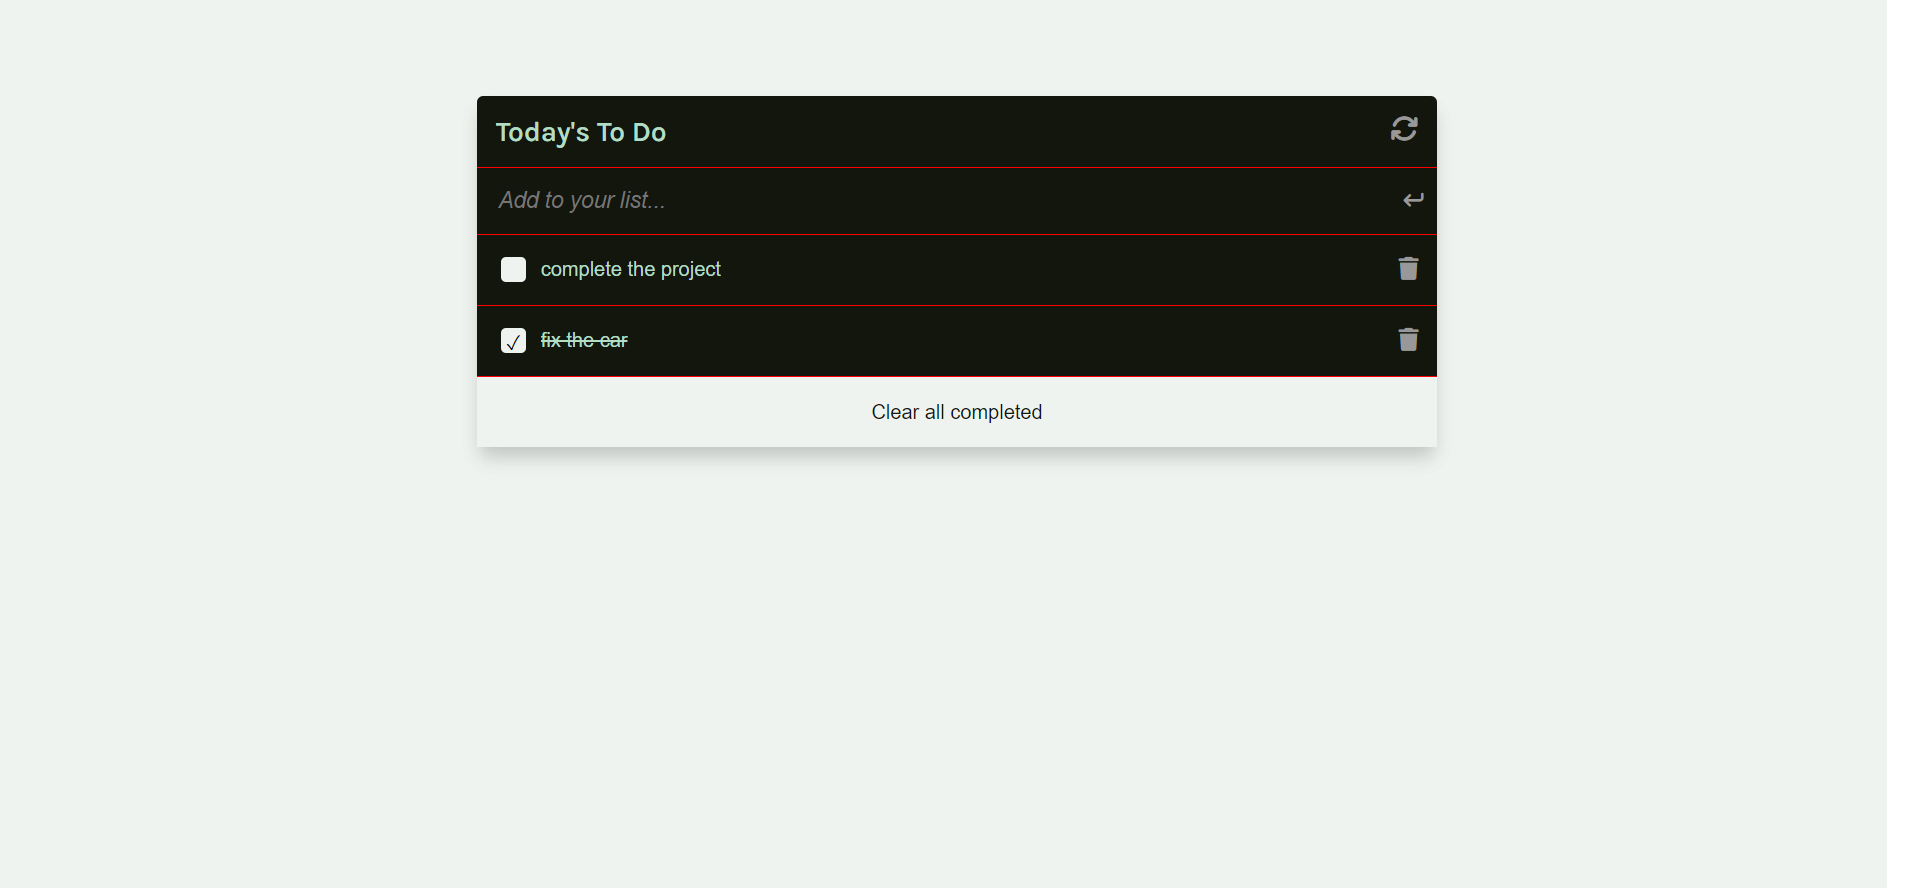 Today's To Do
Add to your list...
complete the project
fix the car
Clear all completed